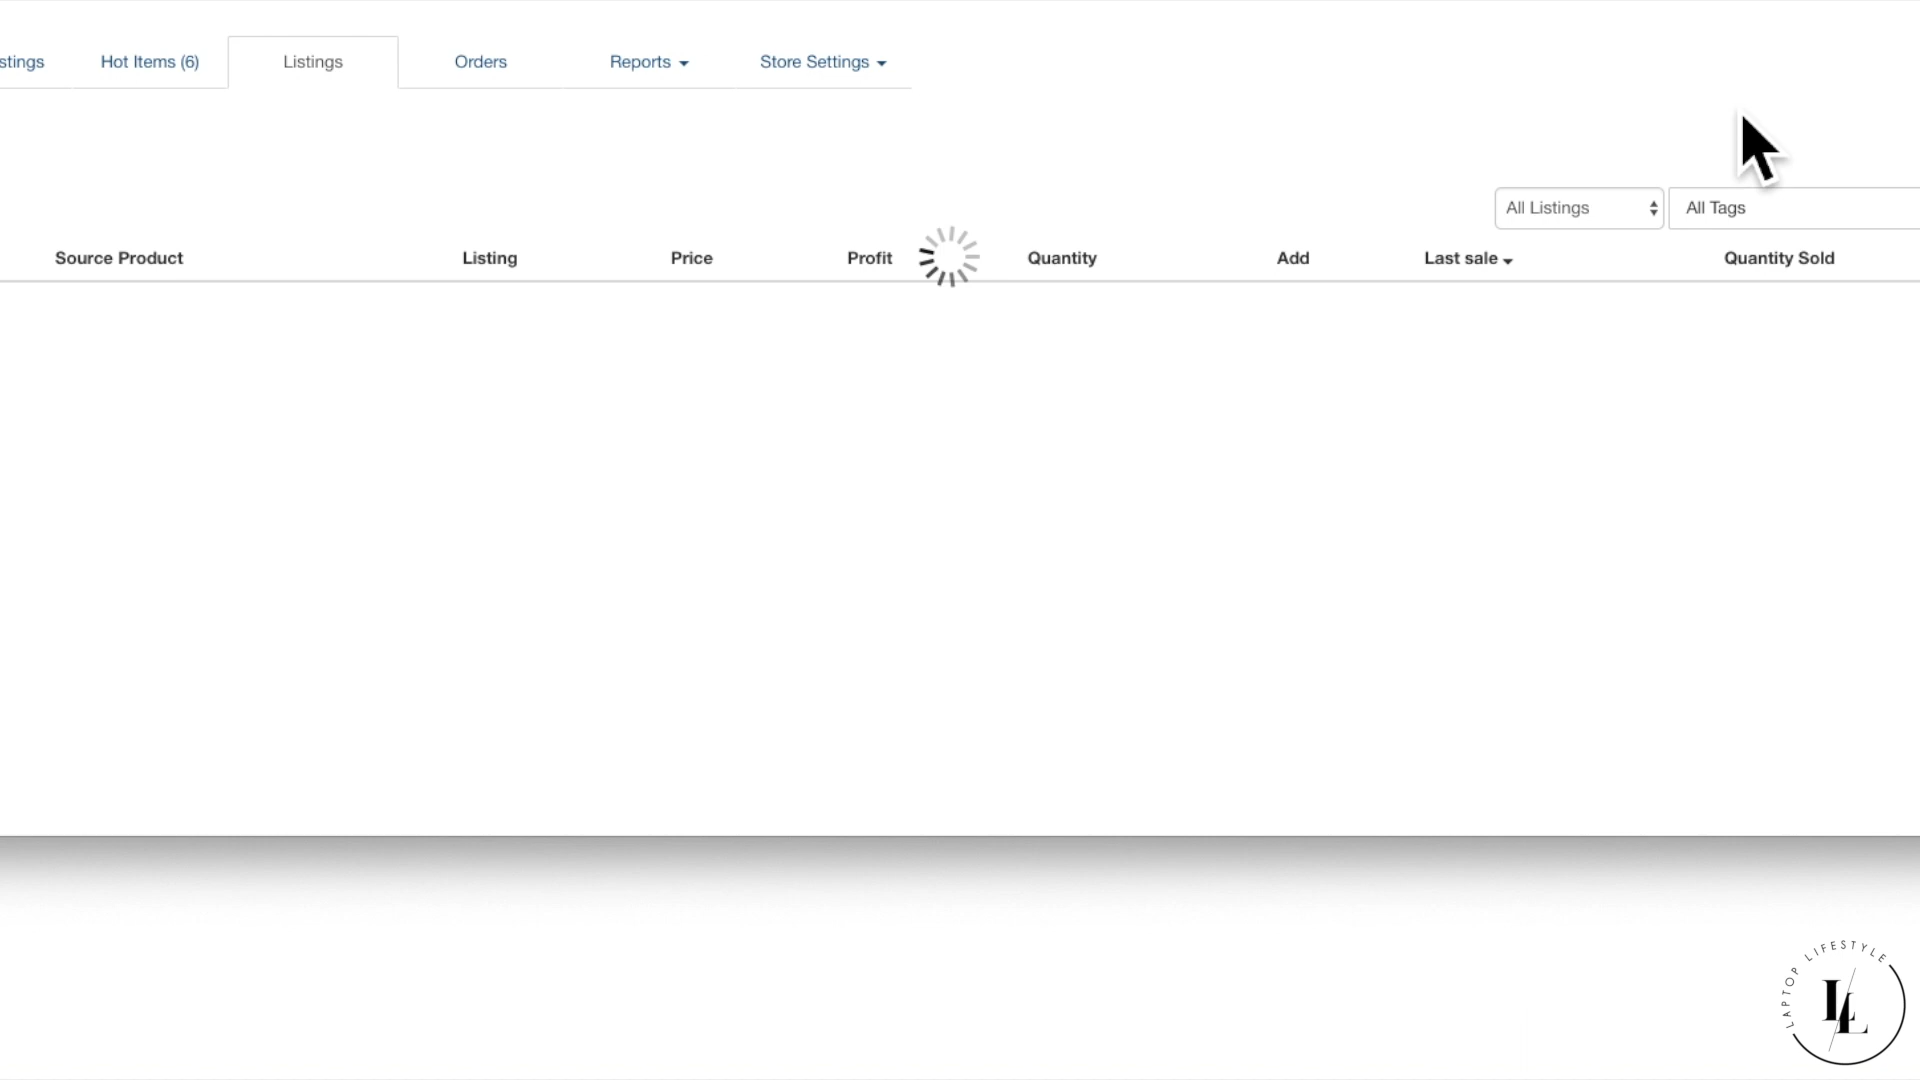 stings Hot Items (6) Listings Orders Reports Store Settings
All Listings All Tags
Source Product Listing Price Profit Quantity Add Last sale Quantity Sold
LAPTOP LIFESTYLE
LL